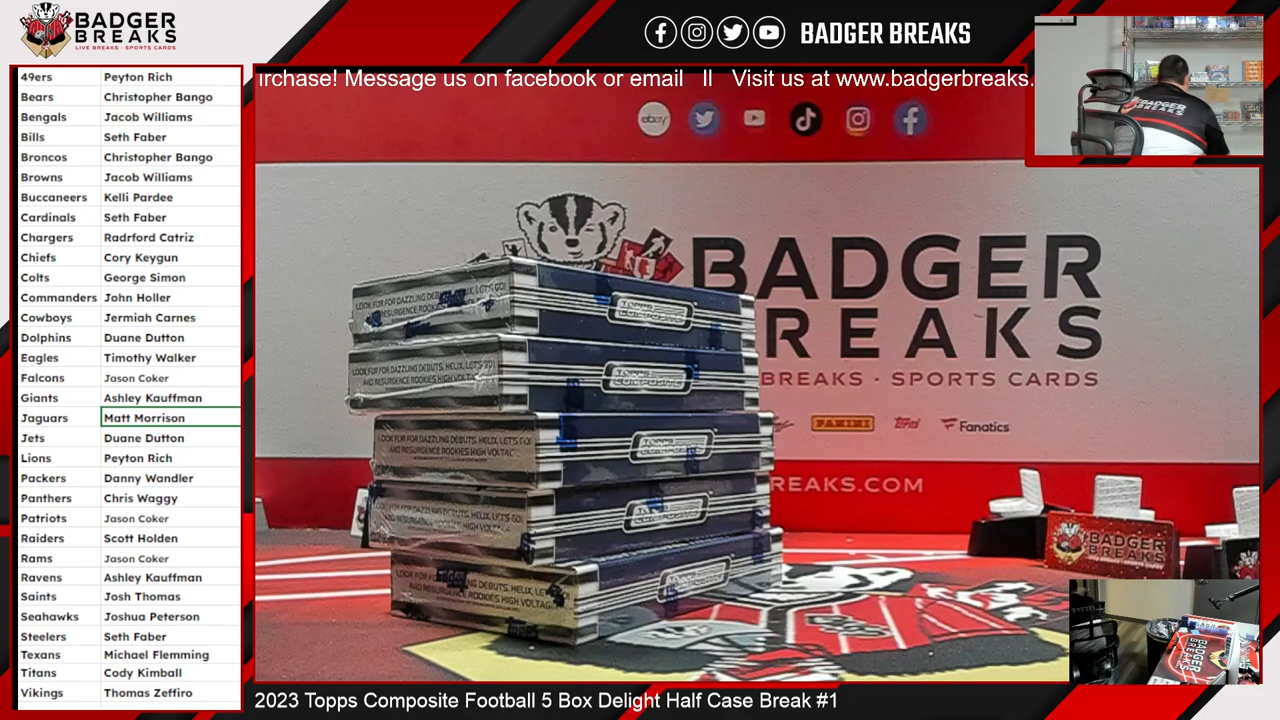 BADGER
BREAKS
LIVE BREAKS · SPORTS CARDS
BADGER BREAKS
irchase! Message us on facebook or email ll Visit us at www.badgerbreaks.
49ers Peyton Rich
Bears Christopher Bango
Bengals Jacob Williams
Bills Seth Faber
Broncos Christopher Bango
Browns Jacob Williams
Buccaneers Kelli Pardee
Cardinals Seth Faber
Chargers Radrford Catriz
Chiefs Cory Keygun
Colts George Simon
Commanders John Holler
Cowboys Jermiah Carnes
Dolphins Duane Dutton
Eagles Timothy Walker
Falcons Jason Coker
Giants Ashley Kauffman
Jaguars Matt Morrison
Jets Duane Dutton
Lions Peyton Rich
Packers Danny Wandler
Panthers Chris Waggy
Patriots Jason Coker
Raiders Scott Holden
Rams Jason Coker
Ravens Ashley Kauffman
Saints Josh Thomas
Seahawks Joshua Peterson
Steelers Seth Faber
Texans Michael Flemming
Titans Cody Kimball
Vikings Thomas Zeffiro
ebay
BADGER
REAKS
BREAKS · SPORTS CARDS
PANINI Topps Fanatics
REAKS.COM
LOOK FOR FOR DAZZLING DEBUTS, HELIX, LET'S GO!
AND RESURGENCE ROOKIES HIGH VOLTAC
TOPPS
COMPOSITE
BADGER
BREAKS
BADGER
BREAKS
BADGER
BREAKS
2023 Topps Composite Football 5 Box Delight Half Case Break #1